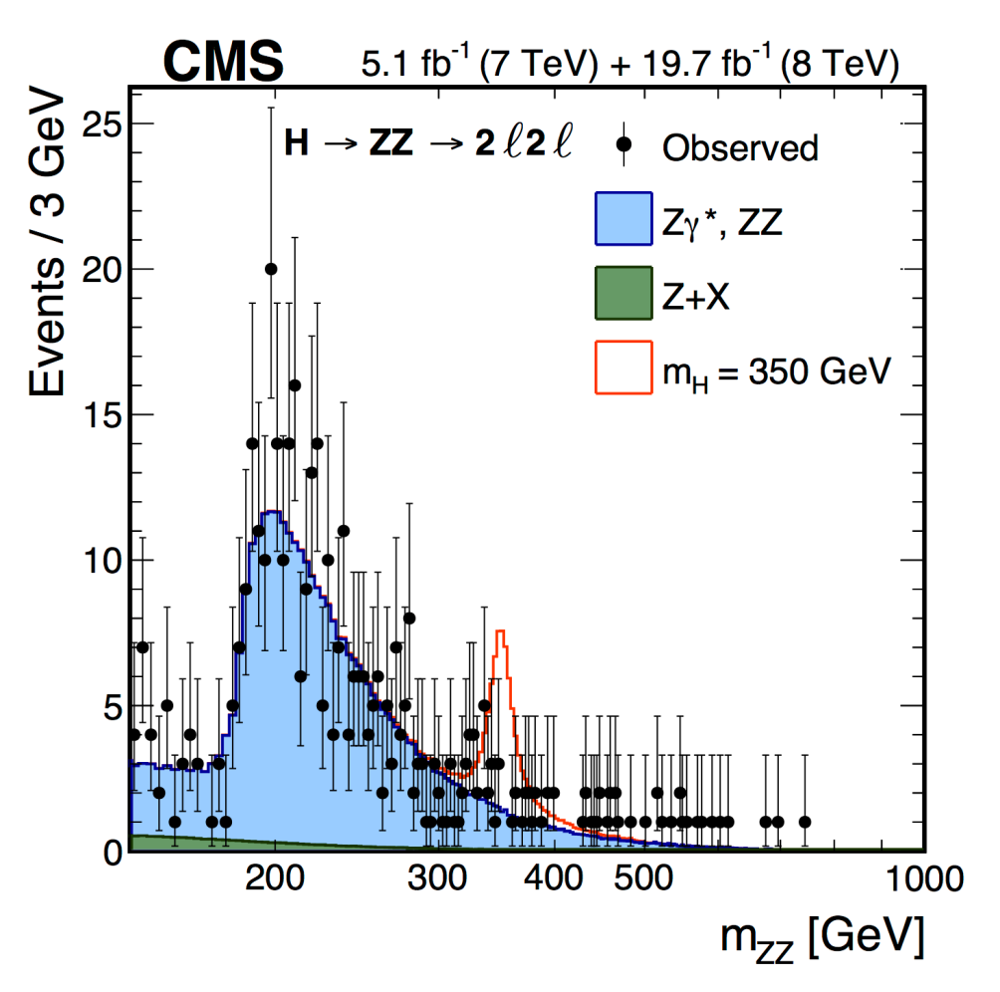 CMS 5.1 fb⁻¹ (7 TeV) + 19.7 fb⁻¹ (8 TeV)
Events / 3 GeV
H → ZZ → 2ℓ2ℓ
Observed
Zγ*, ZZ
Z+X
m_H = 350 GeV
25
20
15
10
5
0
200 300 400 500 1000
m_ZZ [GeV]